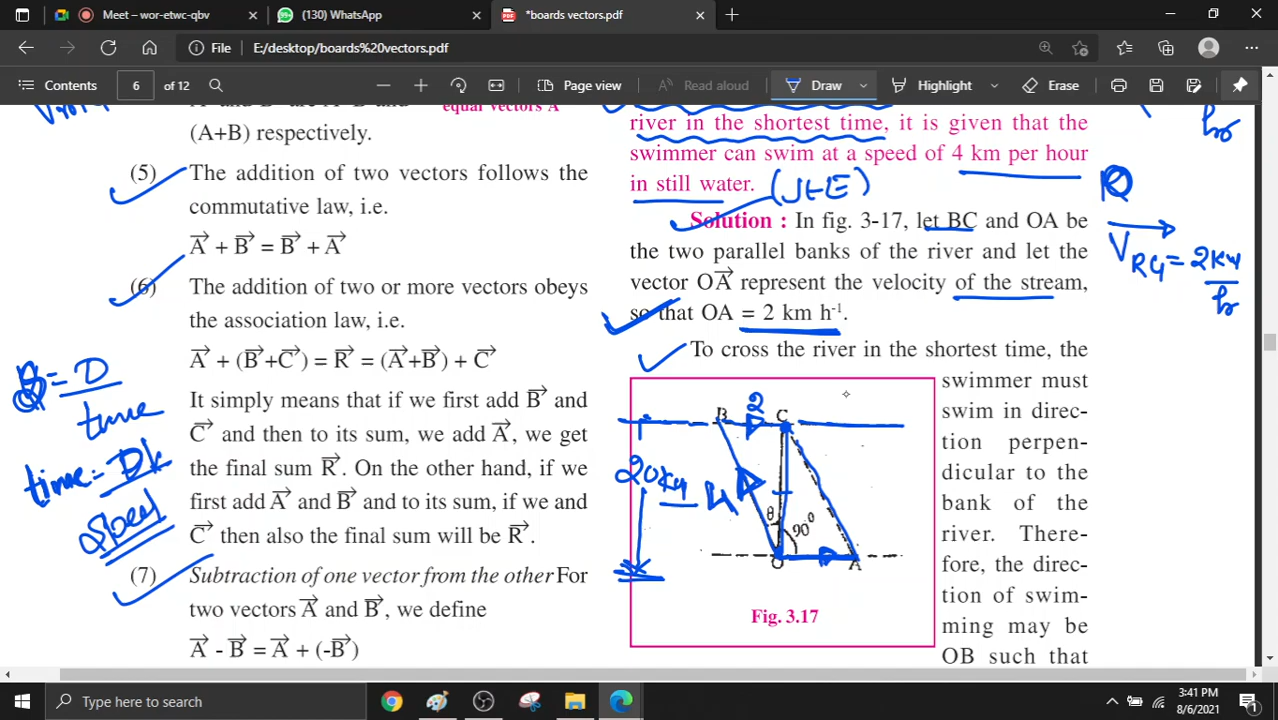 Meet – wor-etwc-qbv
(130) WhatsApp
*boards vectors.pdf
File
E:/desktop/boards%20vectors.pdf
Contents
6
of 12
Page view
Read aloud
Draw
Highlight
Erase
equal vectors A
(A+B) respectively.
(5) The addition of two vectors follows the
commutative law, i.e.
A⃗ + B⃗ = B⃗ + A⃗
(6) The addition of two or more vectors obeys
the association law, i.e.
A⃗ + (B⃗+C⃗) = R⃗ = (A⃗+B⃗) + C⃗
It simply means that if we first add B⃗ and
C⃗ and then to its sum, we add A⃗, we get
the final sum R⃗. On the other hand, if we
first add A⃗ and B⃗ and to its sum, if we and
C⃗ then also the final sum will be R⃗.
(7) Subtraction of one vector from the other For
two vectors A⃗ and B⃗, we define
A⃗ - B⃗ = A⃗ + (-B⃗)
= D
time
time =
speed
river in the shortest time, it is given that the
swimmer can swim at a speed of 4 km per hour
in still water.
(JEE)
Solution : In fig. 3-17, let BC and OA be
the two parallel banks of the river and let the
vector OA⃗ represent the velocity of the stream,
so that OA = 2 km h-1.
To cross the river in the shortest time, the
swimmer must
swim in direc-
tion perpen-
dicular to the
bank of the
river. There-
fore, the direc-
tion of swim-
ming may be
OB such that
B 2 C
20km 4
θ 90°
O A
Fig. 3.17
hr
VRG = 2km
hr
Type here to search
3:41 PM
8/6/2021
1